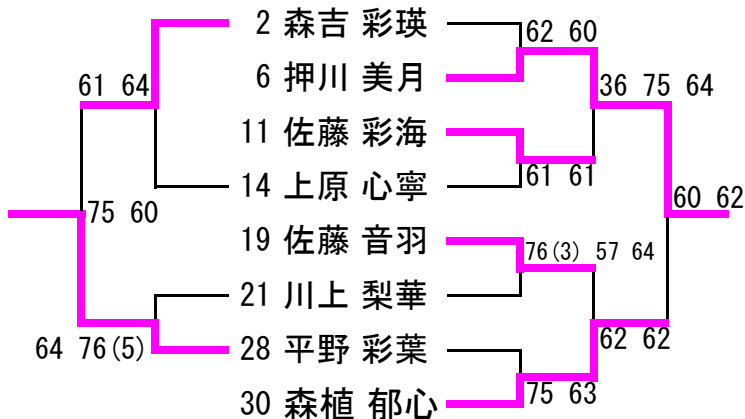 2 森吉 彩瑛
62 60
6 押川 美月
61 64
36 75 64
11 佐藤 彩海
61 61
14 上原 心寧
75 60
60 62
19 佐藤 音羽
76(3) 57 64
21 川上 梨華
64 76(5)
28 平野 彩葉
62 62
75 63
30 森植 郁心